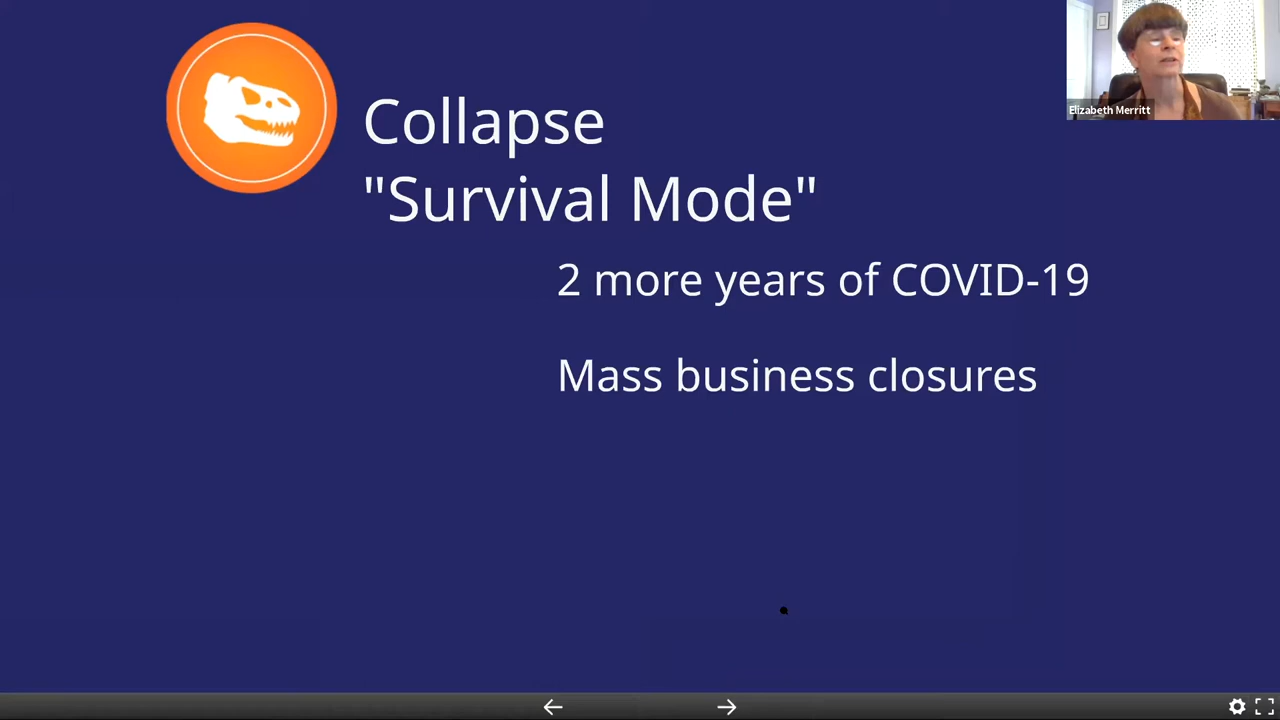 Collapse
"Survival Mode"
2 more years of COVID-19
Mass business closures
Elizabeth Merritt